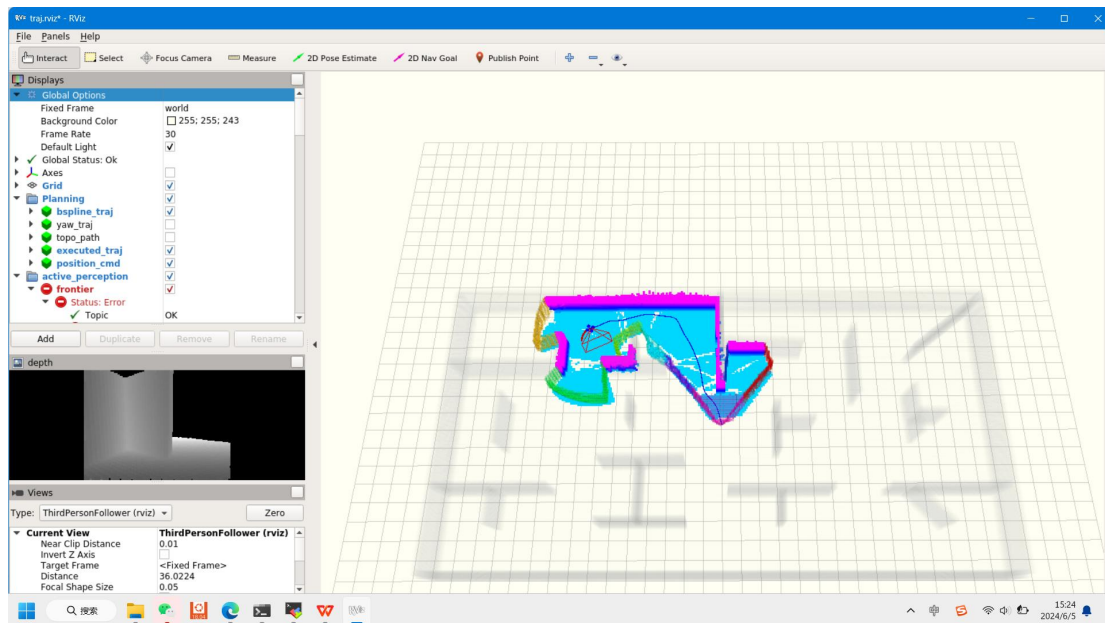 traj.rviz* - RViz
File Panels Help
Interact Select Focus Camera Measure 2D Pose Estimate 2D Nav Goal Publish Point
Displays
Global Options
Fixed Frame world
Background Color 255; 255; 243
Frame Rate 30
Default Light
Global Status: Ok
Axes
Grid
Planning
bspline_traj
yaw_traj
topo_path
executed_traj
position_cmd
active_perception
frontier
Status: Error
Topic OK
Add Duplicate Remove Rename
depth
Views
Type: ThirdPersonFollower (rviz) Zero
Current View ThirdPersonFollower (rviz)
Near Clip Distance 0.01
Invert Z Axis
Target Frame <Fixed Frame>
Distance 36.0224
Focal Shape Size 0.05
搜索 中 15:24
2024/6/5